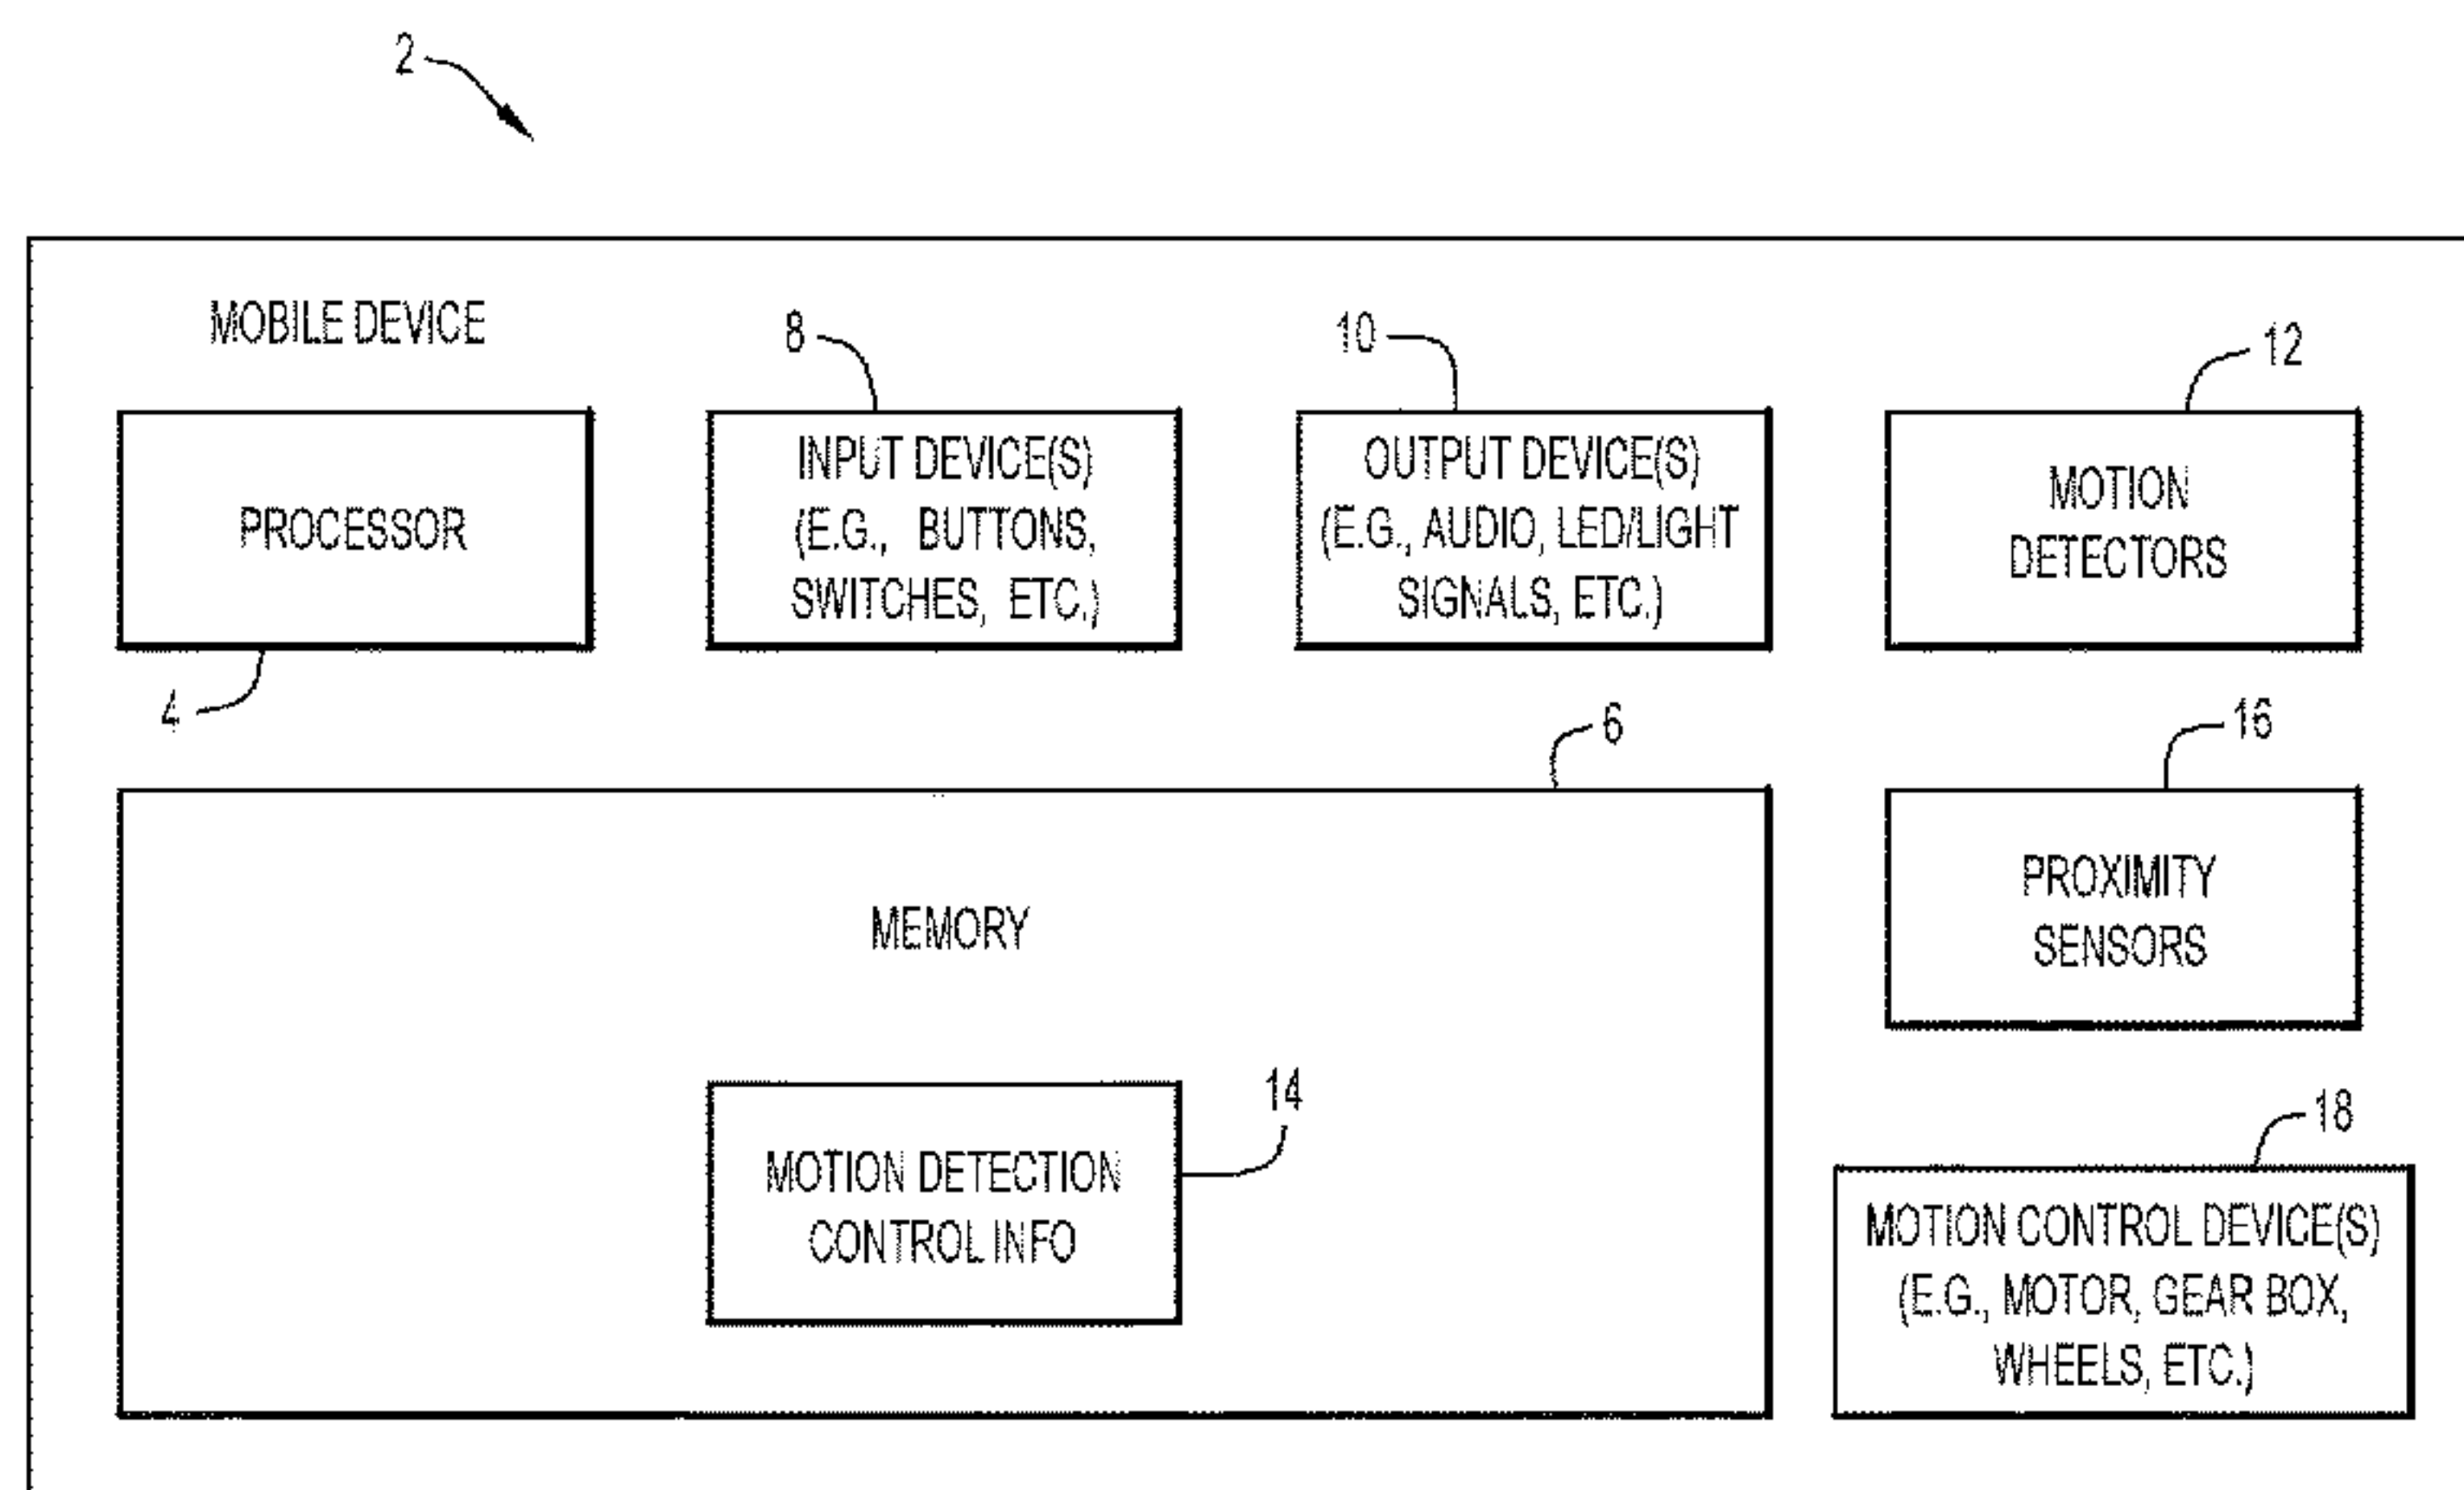 2
MOBILE DEVICE
8
10
12
PROCESSOR
INPUT DEVICE(S)
(E.G., BUTTONS,
SWITCHES, ETC.)
OUTPUT DEVICE(S)
(E.G., AUDIO, LED/LIGHT
SIGNALS, ETC.)
MOTION
DETECTORS
4
6
16
MEMORY
PROXIMITY
SENSORS
14
MOTION DETECTION
CONTROL INFO
18
MOTION CONTROL DEVICE(S)
(E.G., MOTOR, GEAR BOX,
WHEELS, ETC.)